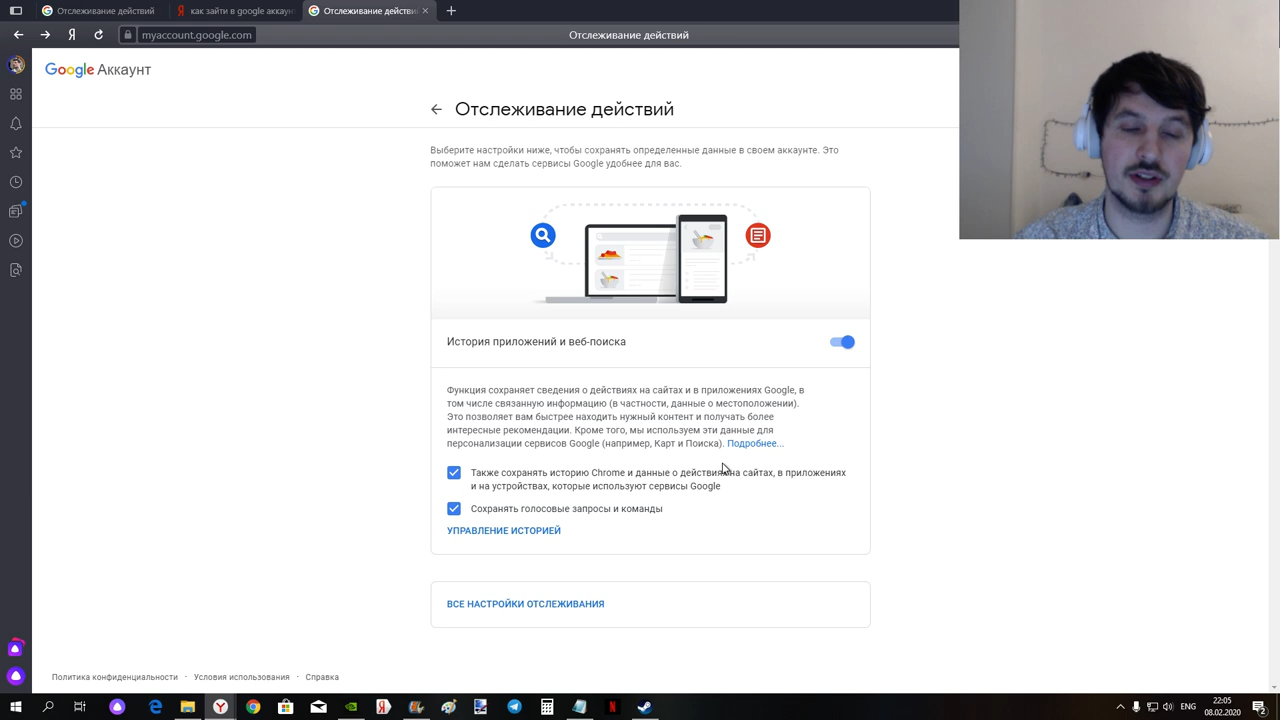 Отслеживание действи
как зайти в google аккаун
Отслеживание действи
myaccount.google.com
Отслеживание действий
Google Аккаунт
Отслеживание действий
Выберите настройки ниже, чтобы сохранять определенные данные в своем аккаунте. Это
поможет нам сделать сервисы Google удобнее для вас.
История приложений и веб-поиска
Функция сохраняет сведения о действиях на сайтах и в приложениях Google, в
том числе связанную информацию (в частности, данные о местоположении).
Это позволяет вам быстрее находить нужный контент и получать более
интересные рекомендации. Кроме того, мы используем эти данные для
персонализации сервисов Google (например, Карт и Поиска). Подробнее...
Также сохранять историю Chrome и данные о действиях на сайтах, в приложениях
и на устройствах, которые используют сервисы Google
Сохранять голосовые запросы и команды
УПРАВЛЕНИЕ ИСТОРИЕЙ
ВСЕ НАСТРОЙКИ ОТСЛЕЖИВАНИЯ
Политика конфиденциальности · Условия использования · Справка
ENG
22:05
08.02.2020
2